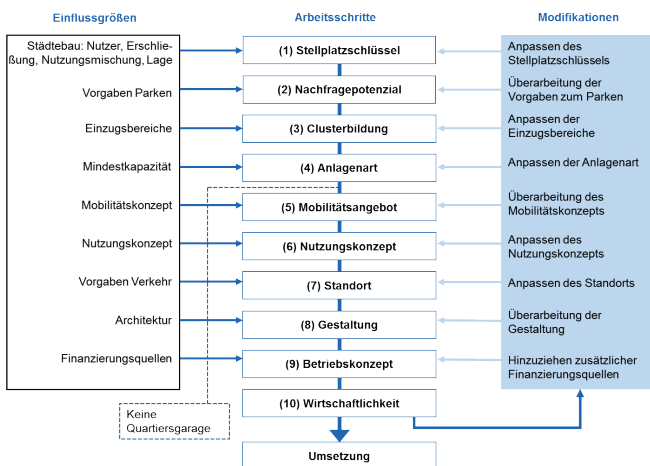 Einflussgrößen
Arbeitsschritte
Modifikationen
Städtebau: Nutzer, Erschlie-
ßung, Nutzungsmischung, Lage
(1) Stellplatzschlüssel
Anpassen des
Stellplatzschlüssels
Vorgaben Parken
(2) Nachfragepotenzial
Überarbeitung der
Vorgaben zum Parken
Einzugsbereiche
(3) Clusterbildung
Anpassen der
Einzugsbereiche
Mindestkapazität
(4) Anlagenart
Anpassen der Anlagenart
Mobilitätskonzept
(5) Mobilitätsangebot
Überarbeitung des
Mobilitätskonzepts
Nutzungskonzept
(6) Nutzungskonzept
Anpassen des
Nutzungskonzepts
Vorgaben Verkehr
(7) Standort
Anpassen des Standorts
Architektur
(8) Gestaltung
Überarbeitung der
Gestaltung
Finanzierungsquellen
(9) Betriebskonzept
Hinzuziehen zusätzlicher
Finanzierungsquellen
(10) Wirtschaftlichkeit
Keine
Quartiersgarage
Umsetzung